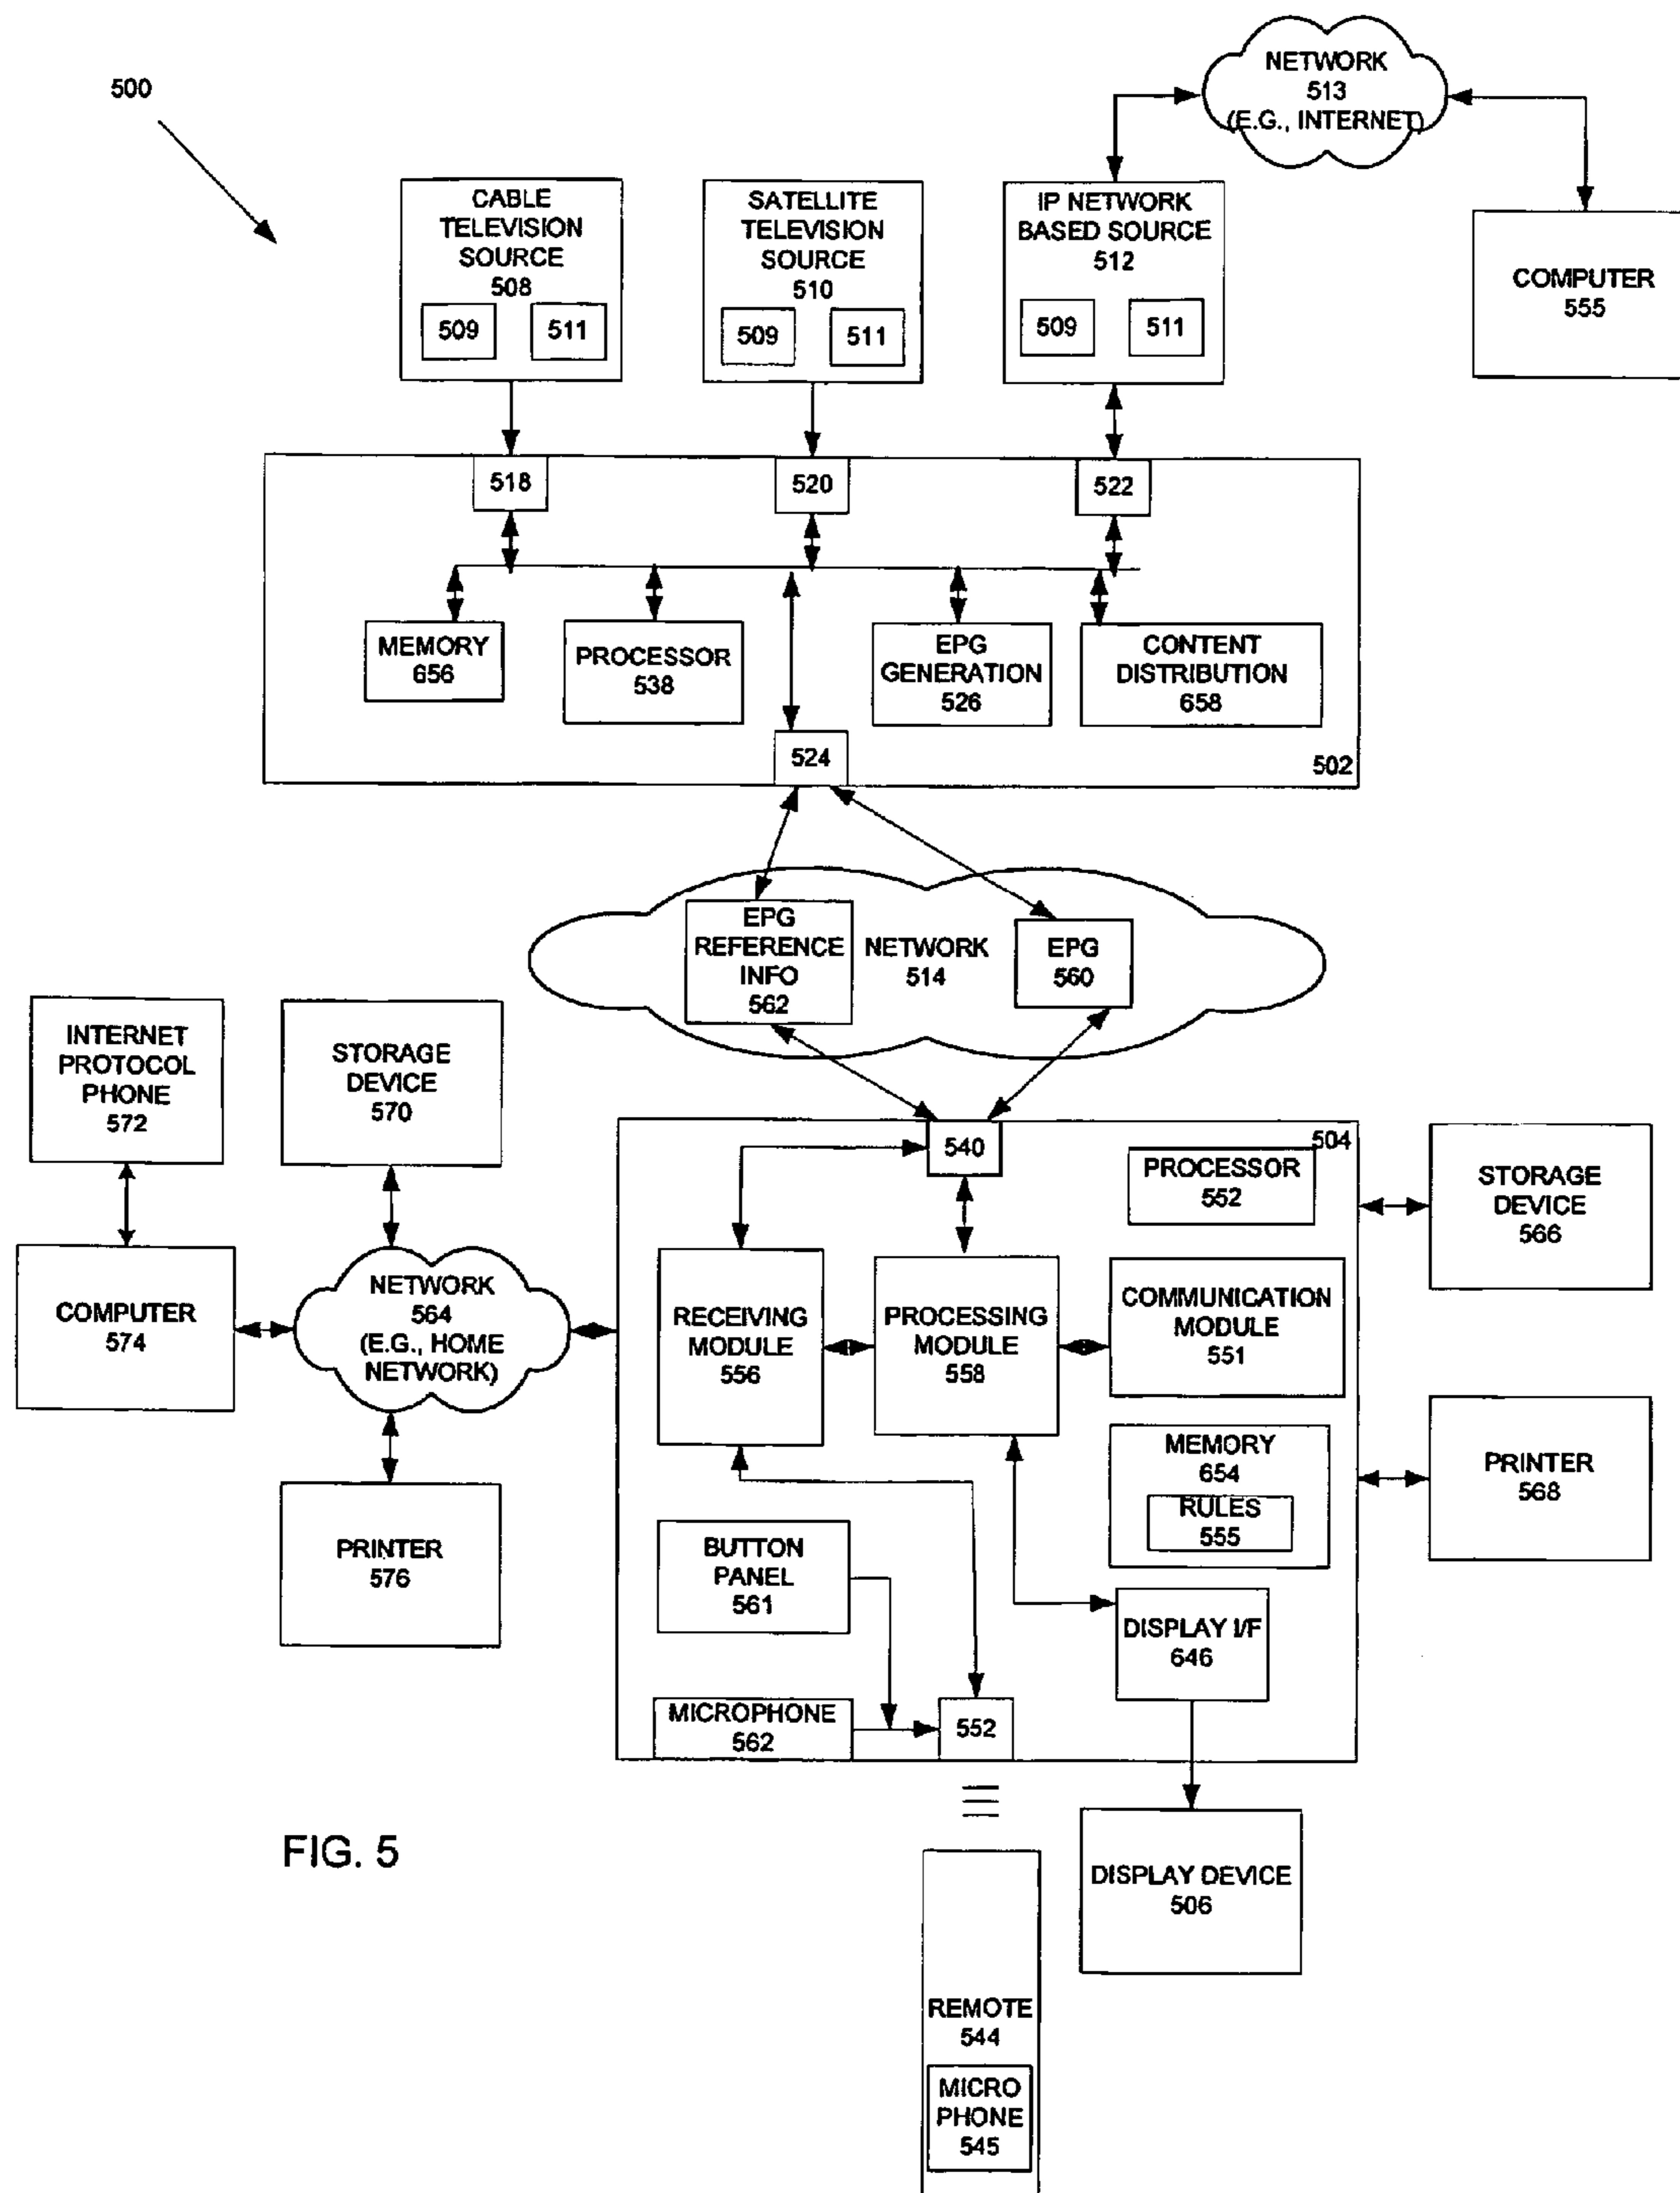 500
NETWORK
513
(E.G., INTERNET)
CABLE
TELEVISION
SOURCE
508
509
511
SATELLITE
TELEVISION
SOURCE
510
509
511
IP NETWORK
BASED SOURCE
512
509
511
COMPUTER
555
518
520
522
MEMORY
656
PROCESSOR
538
EPG
GENERATION
526
CONTENT
DISTRIBUTION
658
524
502
EPG
REFERENCE
INFO
562
NETWORK
514
EPG
560
INTERNET
PROTOCOL
PHONE
572
STORAGE
DEVICE
570
540
504
PROCESSOR
552
STORAGE
DEVICE
566
COMPUTER
574
NETWORK
564
(E.G., HOME
NETWORK)
RECEIVING
MODULE
556
PROCESSING
MODULE
558
COMMUNICATION
MODULE
551
MEMORY
654
RULES
555
PRINTER
568
PRINTER
576
BUTTON
PANEL
561
DISPLAY I/F
646
MICROPHONE
562
552
FIG. 5
DISPLAY DEVICE
506
REMOTE
544
MICRO
PHONE
545